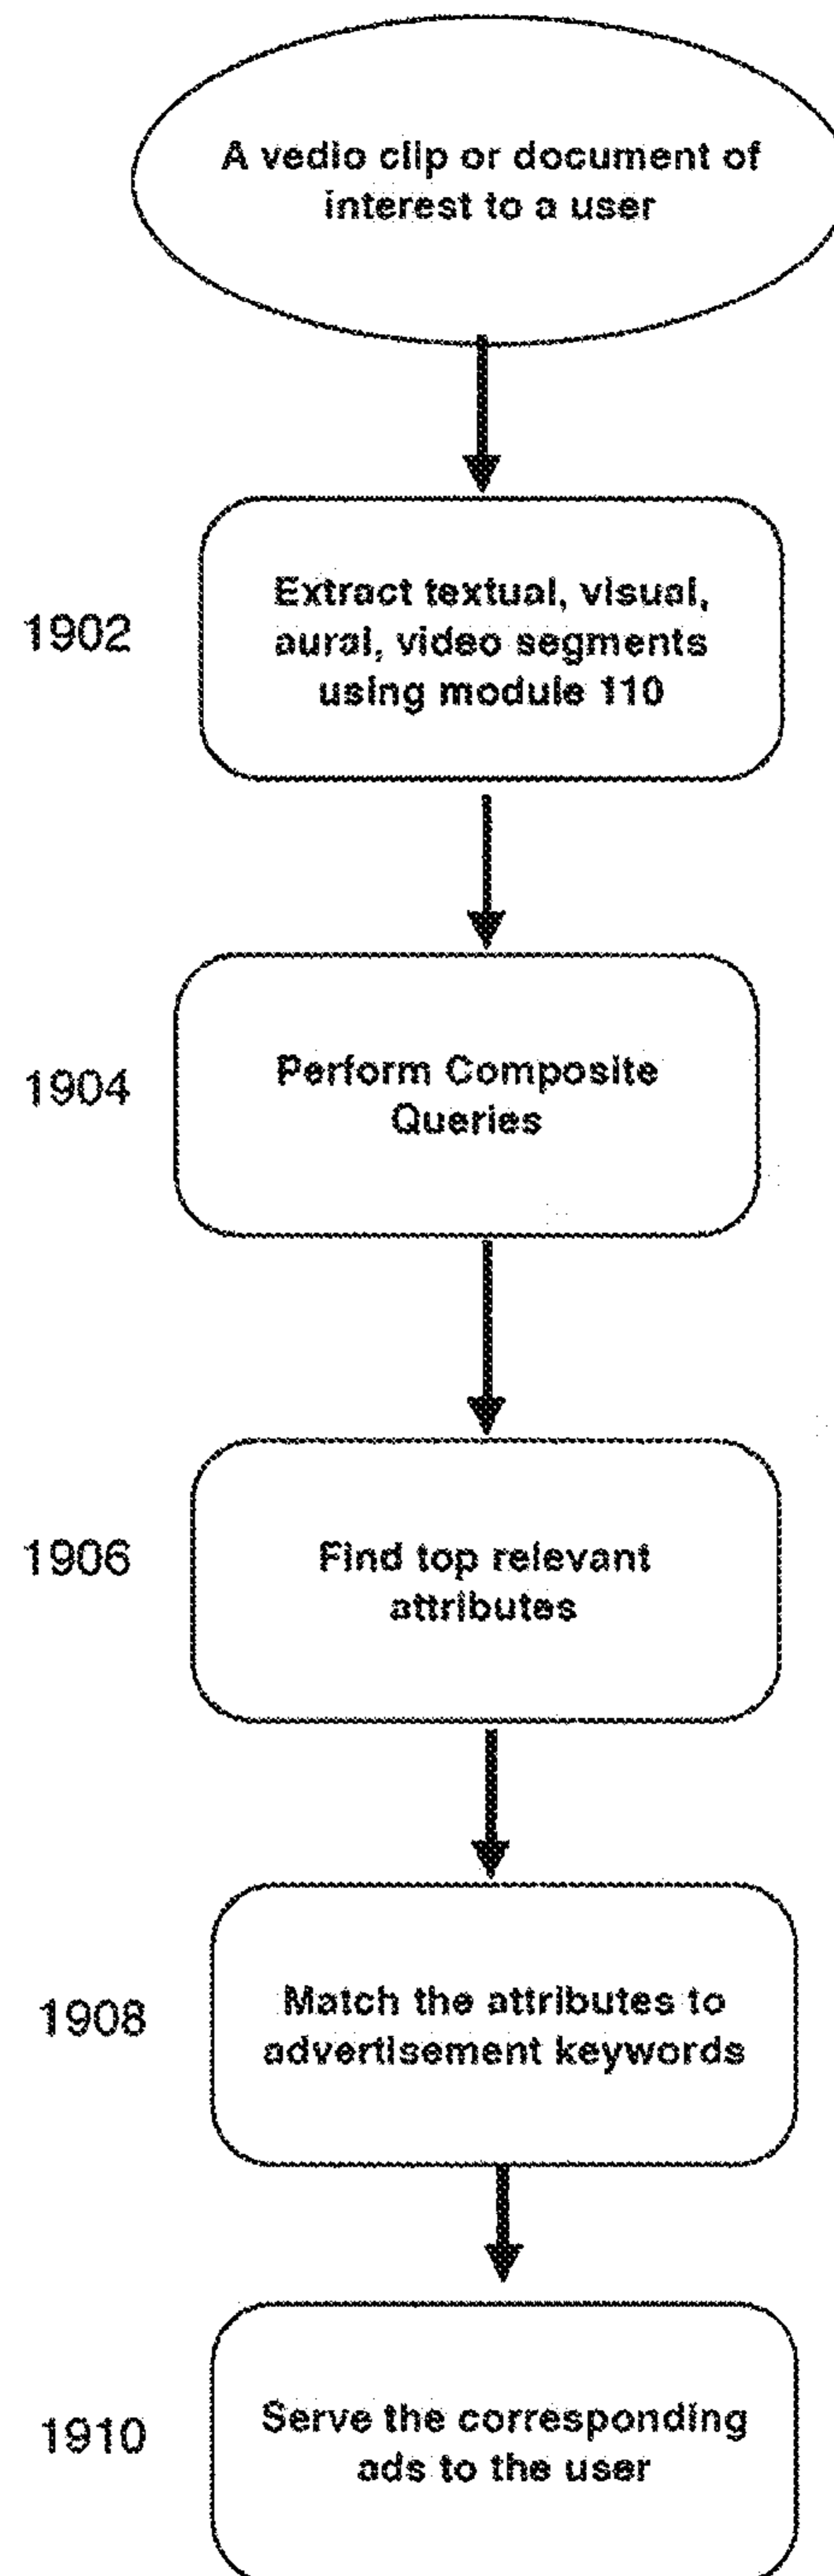 A vedio clip or document of
interest to a user
1902
Extract textual, visual,
aural, video segments
using module 110
1904
Perform Composite
Queries
1906
Find top relevant
attributes
1908
Match the attributes to
advertisement keywords
1910
Serve the corresponding
ads to the user